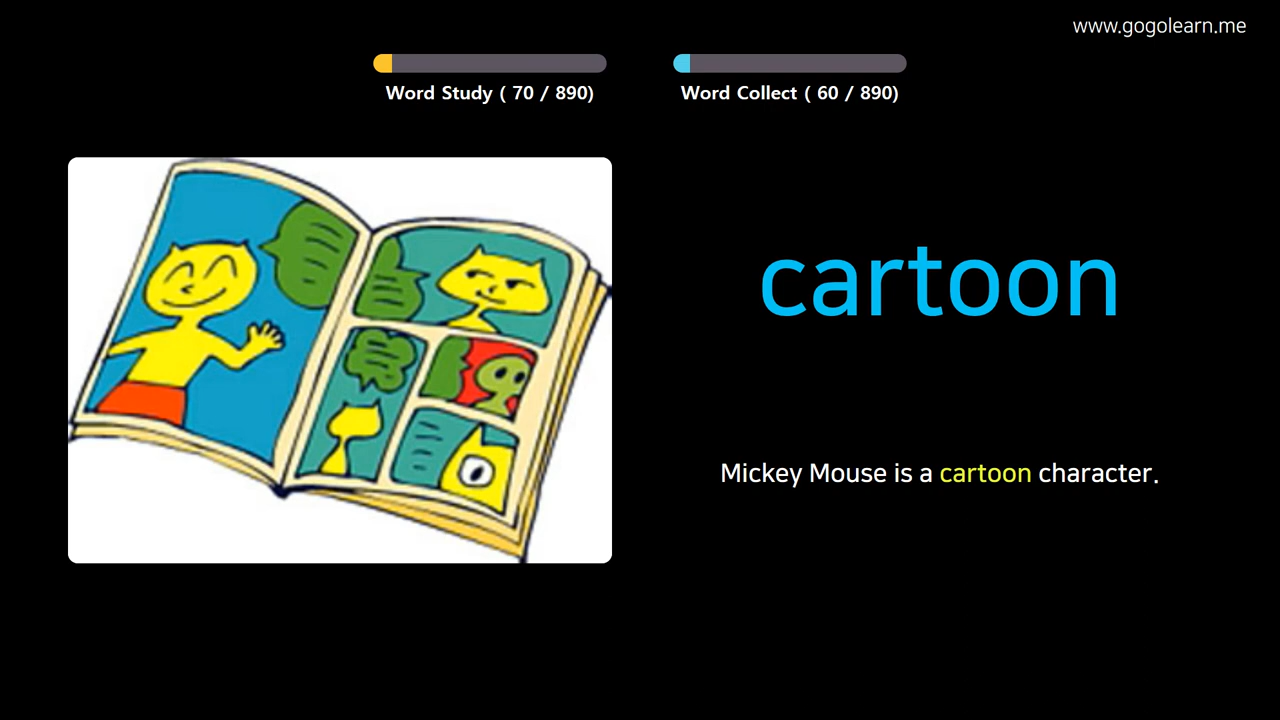 www.gogolearn.me
Word Study ( 70 / 890)
Word Collect ( 60 / 890)
cartoon
Mickey Mouse is a cartoon character.